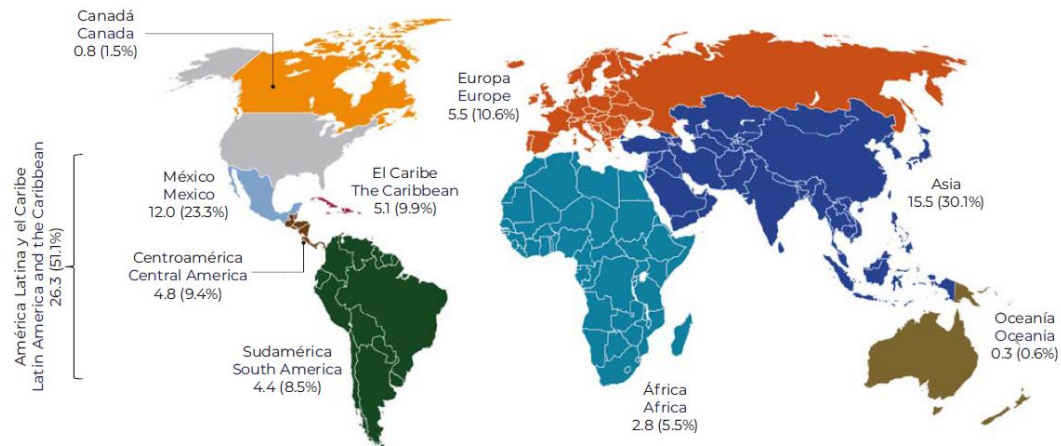 Canadá
Canada
0.8 (1.5%)
Europa
Europe
5.5 (10.6%)
América Latina y el Caribe
Latin America and the Caribbean
26.3 (51.1%)
México
Mexico
12.0 (23.3%)
El Caribe
The Caribbean
5.1 (9.9%)
Asia
15.5 (30.1%)
Centroamérica
Central America
4.8 (9.4%)
Sudamérica
South America
4.4 (8.5%)
Oceanía
Oceania
0.3 (0.6%)
África
Africa
2.8 (5.5%)